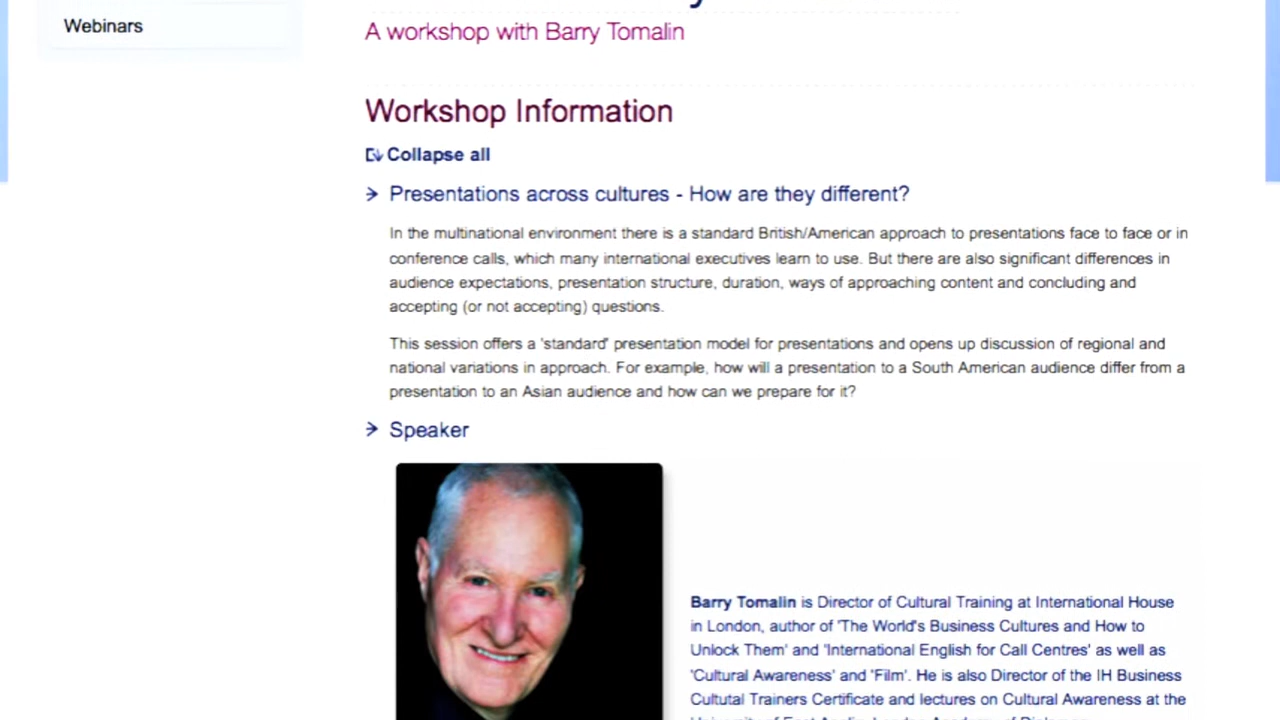 Webinars
A workshop with Barry Tomalin
Workshop Information
Collapse all
Presentations across cultures - How are they different?
In the multinational environment there is a standard British/American approach to presentations face to face or in
conference calls, which many international executives learn to use. But there are also significant differences in
audience expectations, presentation structure, duration, ways of approaching content and concluding and
accepting (or not accepting) questions.
This session offers a 'standard' presentation model for presentations and opens up discussion of regional and
national variations in approach. For example, how will a presentation to a South American audience differ from a
presentation to an Asian audience and how can we prepare for it?
Speaker
Barry Tomalin is Director of Cultural Training at International House
in London, author of 'The World's Business Cultures and How to
Unlock Them' and 'International English for Call Centres' as well as
'Cultural Awareness' and 'Film'. He is also Director of the IH Business
Cultutal Trainers Certificate and lectures on Cultural Awareness at the